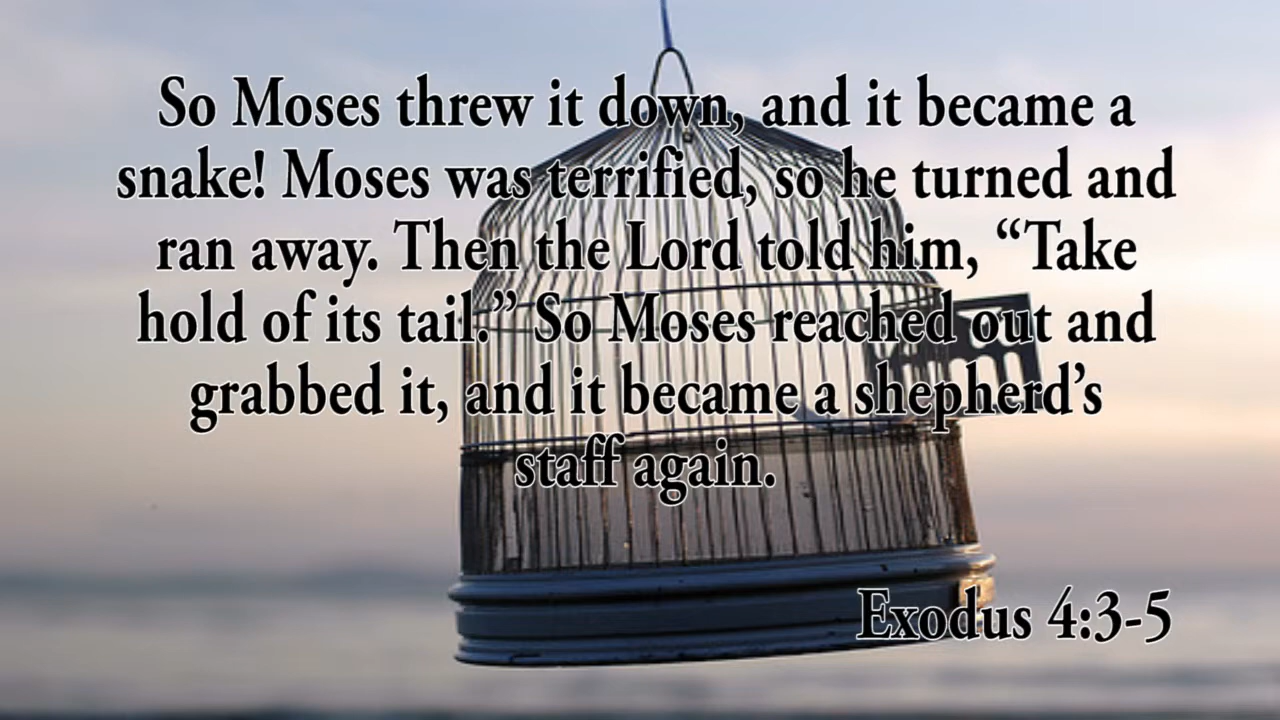 So Moses threw it down, and it became a
snake! Moses was terrified, so he turned and
ran away. Then the Lord told him, “Take
hold of its tail.” So Moses reached out and
grabbed it, and it became a shepherd’s
staff again.
Exodus 4:3-5